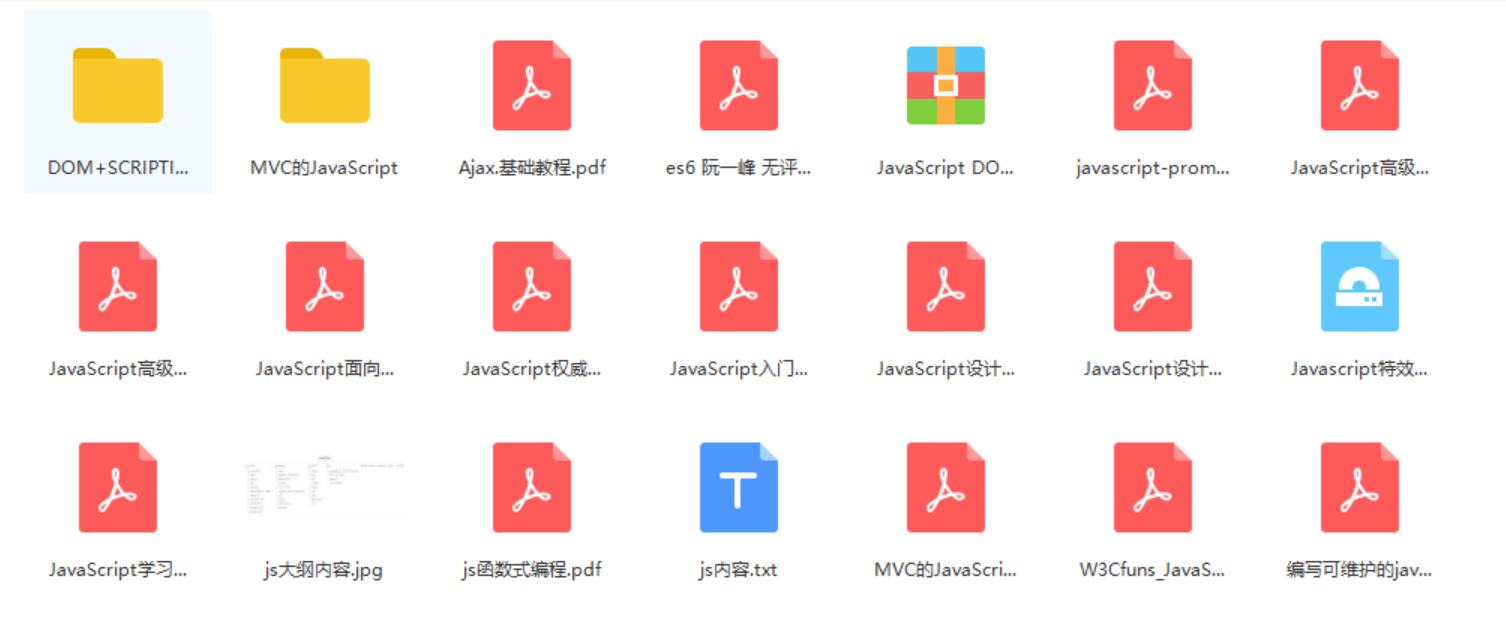 DOM+SCRIPTI...
MVC的JavaScript
Ajax.基础教程.pdf
es6 阮一峰 无评...
JavaScript DO...
javascript-prom...
JavaScript高级...
JavaScript高级...
JavaScript面向...
JavaScript权威...
JavaScript入门...
JavaScript设计...
JavaScript设计...
Javascript特效...
JavaScript学习...
js大纲内容.jpg
js函数式编程.pdf
T
js内容.txt
MVC的JavaScri...
W3Cfuns_JavaS...
编写可维护的jav...